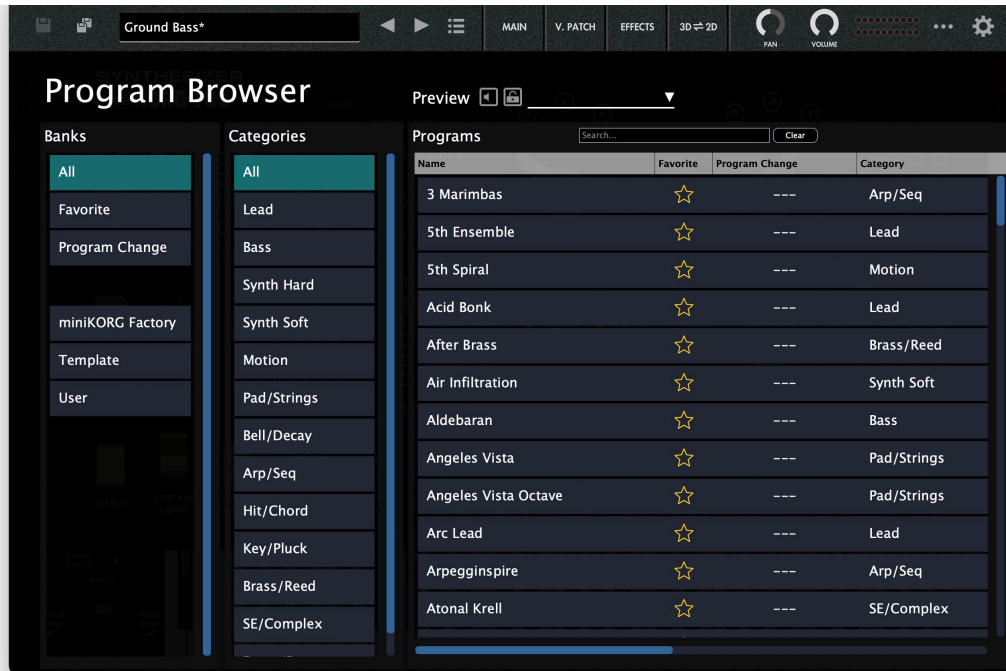 Ground Bass*
MAIN
V. PATCH
EFFECTS
3D⇌2D
PAN
VOLUME
SYNTHESIZER
Program Browser
Preview
Banks
All
Favorite
Program Change
miniKORG Factory
Template
User
Categories
All
Lead
Bass
Synth Hard
Synth Soft
Motion
Pad/Strings
Bell/Decay
Arp/Seq
Hit/Chord
Key/Pluck
Brass/Reed
SE/Complex
Programs
Search...
Clear
Name Favorite Program Change Category
3 Marimbas --- Arp/Seq
5th Ensemble --- Lead
5th Spiral --- Motion
Acid Bonk --- Lead
After Brass --- Brass/Reed
Air Infiltration --- Synth Soft
Aldebaran --- Bass
Angeles Vista --- Pad/Strings
Angeles Vista Octave --- Pad/Strings
Arc Lead --- Lead
Arpegginspire --- Arp/Seq
Atonal Krell --- SE/Complex
EFFECT